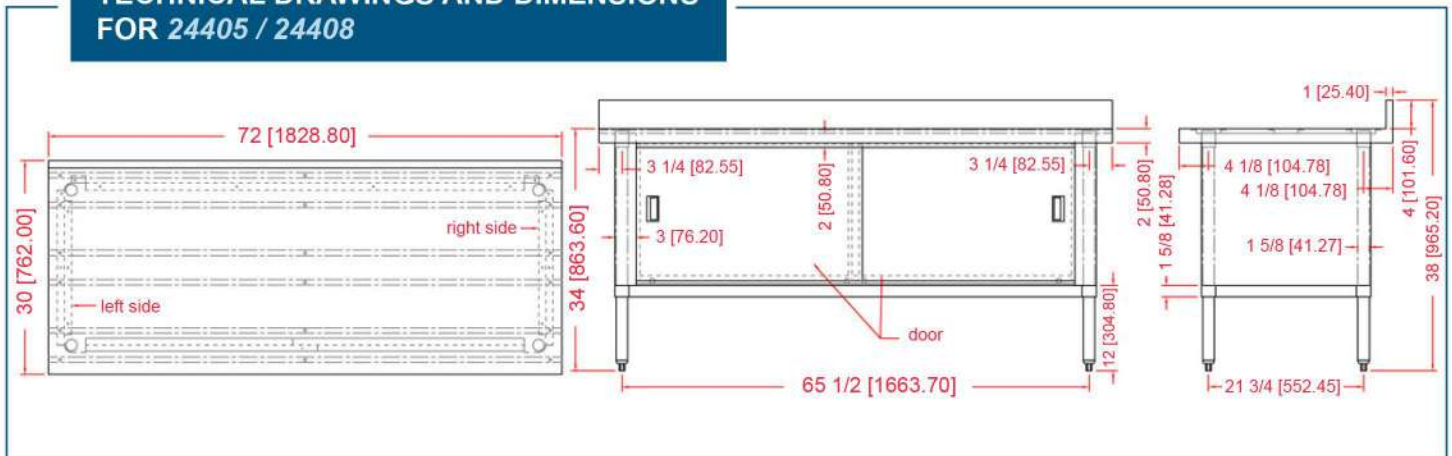 TECHNICAL DRAWINGS AND DIMENSIONS
FOR 24405 / 24408
72 [1828.80]
30 [762.00]
right side
left side
34 [863.60]
3 1/4 [82.55]
3 1/4 [82.55]
2 [50.80]
3 [76.20]
door
65 1/2 [1663.70]
2 [50.80]
1 5/8 [41.28]
12 [304.80]
1 [25.40]
4 1/8 [104.78]
4 1/8 [104.78]
4 [101.60]
1 5/8 [41.27]
38 [965.20]
21 3/4 [552.45]